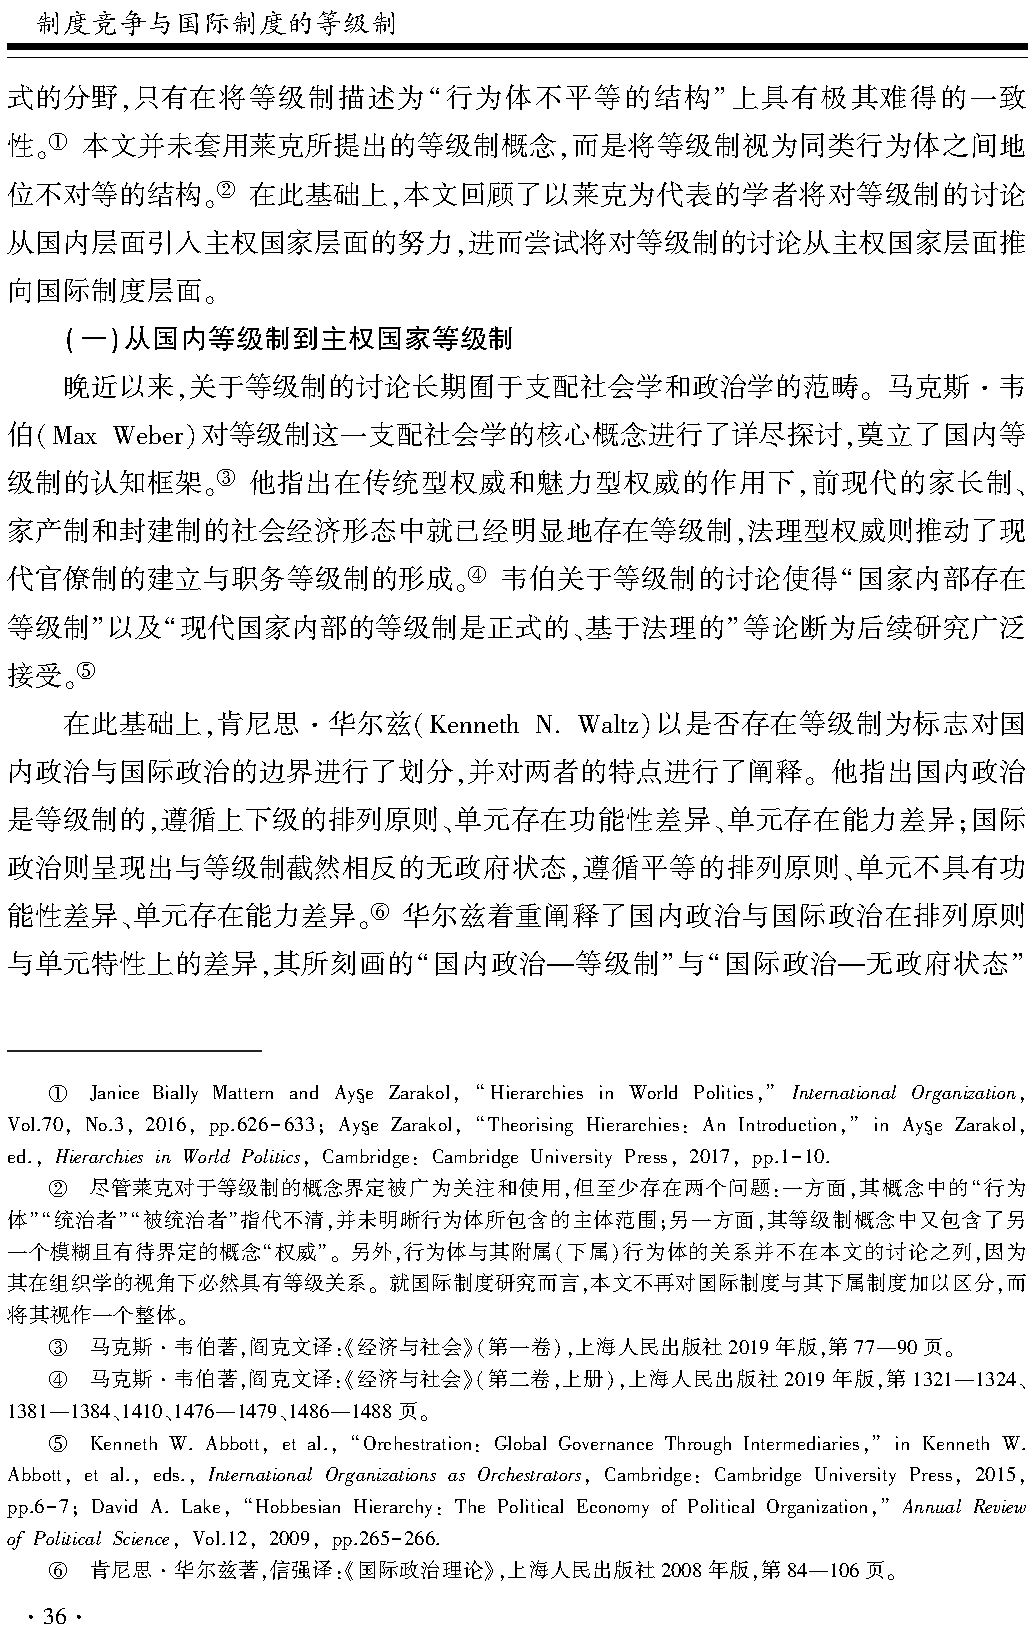 制度竞争与国际制度的等级制
式的分野,只有在将等级制描述为“行为体不平等的结构”上具有极其难得的一致
性。① 本文并未套用莱克所提出的等级制概念,而是将等级制视为同类行为体之间地
位不对等的结构。② 在此基础上,本文回顾了以莱克为代表的学者将对等级制的讨论
从国内层面引入主权国家层面的努力,进而尝试将对等级制的讨论从主权国家层面推
向国际制度层面。
(一)从国内等级制到主权国家等级制
晚近以来,关于等级制的讨论长期囿于支配社会学和政治学的范畴。马克斯·韦
伯(Max Weber)对等级制这一支配社会学的核心概念进行了详尽探讨,奠立了国内等
级制的认知框架。③ 他指出在传统型权威和魅力型权威的作用下,前现代的家长制、
家产制和封建制的社会经济形态中就已经明显地存在等级制,法理型权威则推动了现
代官僚制的建立与职务等级制的形成。④ 韦伯关于等级制的讨论使得“国家内部存在
等级制”以及“现代国家内部的等级制是正式的、基于法理的”等论断为后续研究广泛
接受。⑤
在此基础上,肯尼思·华尔兹(Kenneth N. Waltz)以是否存在等级制为标志对国
内政治与国际政治的边界进行了划分,并对两者的特点进行了阐释。他指出国内政治
是等级制的,遵循上下级的排列原则、单元存在功能性差异、单元存在能力差异;国际
政治则呈现出与等级制截然相反的无政府状态,遵循平等的排列原则、单元不具有功
能性差异、单元存在能力差异。⑥ 华尔兹着重阐释了国内政治与国际政治在排列原则
与单元特性上的差异,其所刻画的“国内政治—等级制”与“国际政治—无政府状态”
① Janice Bially Mattern and Ayşe Zarakol, “Hierarchies in World Politics,” International Organization,
Vol.70, No.3, 2016, pp.626-633; Ayşe Zarakol, “Theorising Hierarchies: An Introduction,” in Ayşe Zarakol,
ed., Hierarchies in World Politics, Cambridge: Cambridge University Press, 2017, pp.1-10.
② 尽管莱克对于等级制的概念界定被广为关注和使用,但至少存在两个问题:一方面,其概念中的“行为
体”“统治者”“被统治者”指代不清,并未明晰行为体所包含的主体范围;另一方面,其等级制概念中又包含了另
一个模糊且有待界定的概念“权威”。另外,行为体与其附属(下属)行为体的关系并不在本文的讨论之列,因为
其在组织学的视角下必然具有等级关系。就国际制度研究而言,本文不再对国际制度与其下属制度加以区分,而
将其视作一个整体。
③ 马克斯·韦伯著,阎克文译:《经济与社会》(第一卷),上海人民出版社 2019 年版,第 77—90 页。
④ 马克斯·韦伯著,阎克文译:《经济与社会》(第二卷,上册),上海人民出版社 2019 年版,第 1321—1324、
1381—1384、1410、1476—1479、1486—1488 页。
⑤ Kenneth W. Abbott, et al., “Orchestration: Global Governance Through Intermediaries,” in Kenneth W.
Abbott, et al., eds., International Organizations as Orchestrators, Cambridge: Cambridge University Press, 2015,
pp.6-7; David A. Lake, “Hobbesian Hierarchy: The Political Economy of Political Organization,” Annual Review
of Political Science, Vol.12, 2009, pp.265-266.
⑥ 肯尼思·华尔兹著,信强译:《国际政治理论》,上海人民出版社 2008 年版,第 84—106 页。
· 36 ·